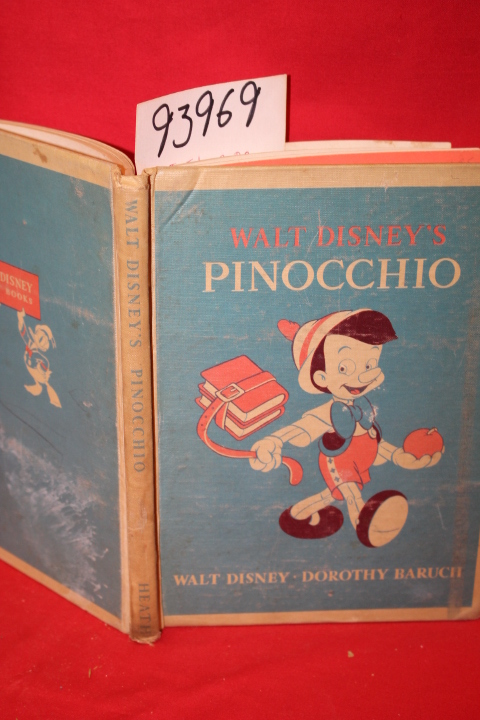 93969
WALT DISNEY'S
PINOCCHIO
WALT DISNEY · DOROTHY BARUCH
WALT DISNEY'S PINOCCHIO
HEATH
DISNEY
BOOKS